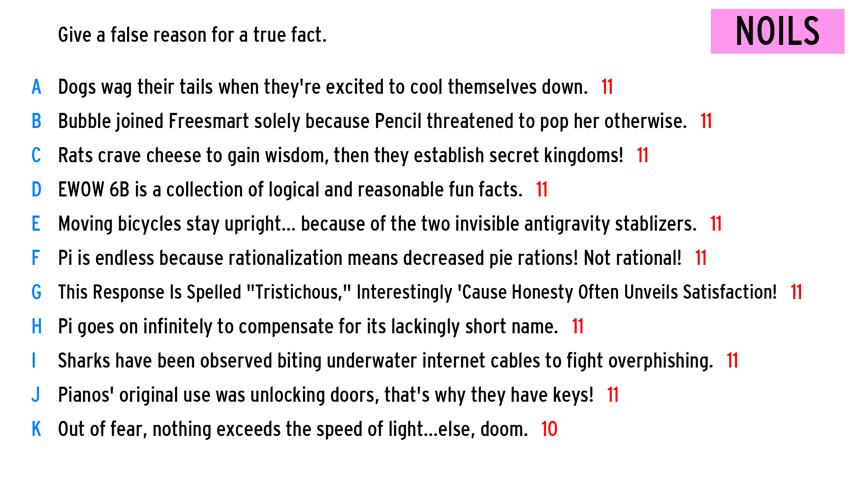 Give a false reason for a true fact.
NOILS
A Dogs wag their tails when they're excited to cool themselves down. 11
B Bubble joined Freesmart solely because Pencil threatened to pop her otherwise. 11
C Rats crave cheese to gain wisdom, then they establish secret kingdoms! 11
D EWOW 6B is a collection of logical and reasonable fun facts. 11
E Moving bicycles stay upright... because of the two invisible antigravity stablizers. 11
F Pi is endless because rationalization means decreased pie rations! Not rational! 11
G This Response Is Spelled "Tristichous," Interestingly 'Cause Honesty Often Unveils Satisfaction! 11
H Pi goes on infinitely to compensate for its lackingly short name. 11
I Sharks have been observed biting underwater internet cables to fight overphishing. 11
J Pianos' original use was unlocking doors, that's why they have keys! 11
K Out of fear, nothing exceeds the speed of light...else, doom. 10